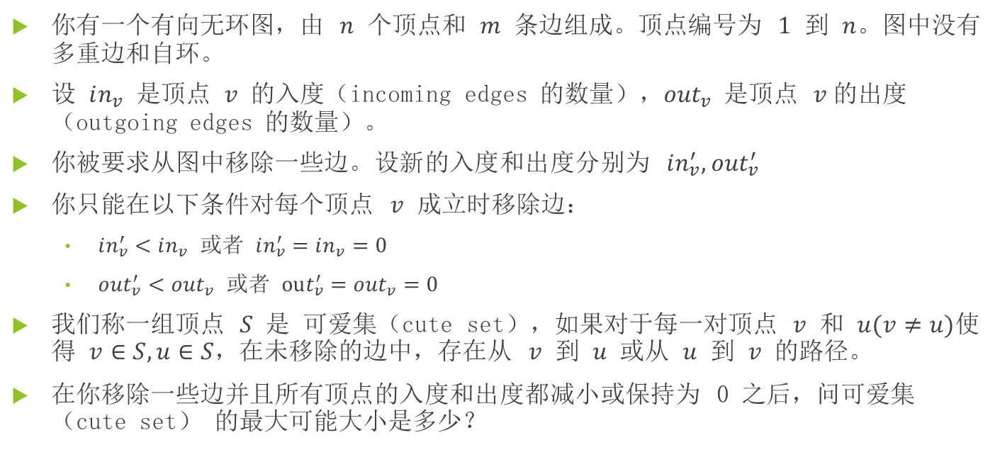 你有一个有向无环图，由 n 个顶点和 m 条边组成。顶点编号为 1 到 n。图中没有
多重边和自环。
设 in_v 是顶点 v 的入度（incoming edges 的数量），out_v 是顶点 v的出度
（outgoing edges 的数量）。
你被要求从图中移除一些边。设新的入度和出度分别为 in′_v, out′_v
你只能在以下条件对每个顶点 v 成立时移除边：
in′_v < in_v 或者 in′_v = in_v = 0
out′_v < out_v 或者 out′_v = out_v = 0
我们称一组顶点 S 是 可爱集（cute set），如果对于每一对顶点 v 和 u(v ≠ u)使
得 v ∈ S, u ∈ S，在未移除的边中，存在从 v 到 u 或从 u 到 v 的路径。
在你移除一些边并且所有顶点的入度和出度都减小或保持为 0 之后，问可爱集
（cute set） 的最大可能大小是多少？